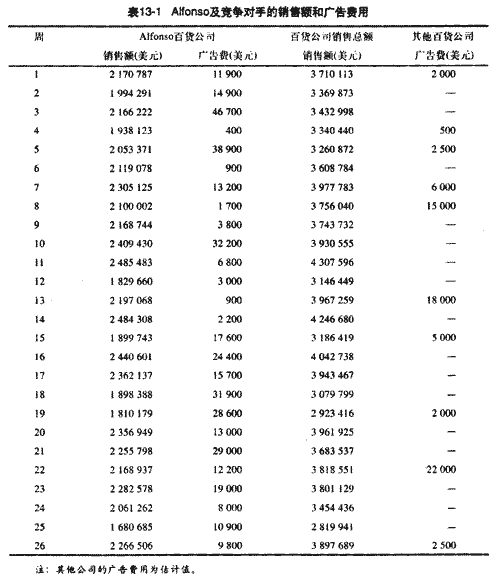 表13-1 Alfonso及竞争对手的销售额和广告费用
周 Alfonso百货公司 百货公司销售总额 其他百货公司
销售额(美元) 广告费(美元) 销售额(美元) 广告费(美元)
1 2 170 787 11 900 3 710 113 2 000
2 1 994 291 14 900 3 369 873 —
3 2 166 222 46 700 3 432 998 —
4 1 938 123 400 3 340 440 500
5 2 053 371 38 900 3 260 872 2 500
6 2 119 078 900 3 608 784 —
7 2 305 125 13 200 3 977 783 6 000
8 2 100 002 1 700 3 756 040 15 000
9 2 168 744 3 800 3 743 732 —
10 2 409 430 32 200 3 930 555 —
11 2 485 483 6 800 4 307 596 —
12 1 829 660 3 000 3 146 449 —
13 2 197 068 900 3 967 259 18 000
14 2 484 308 2 200 4 246 680 —
15 1 899 743 17 600 3 186 419 5 000
16 2 440 601 24 400 4 042 738 —
17 2 362 137 15 700 3 943 467 —
18 1 898 388 31 900 3 079 799 —
19 1 810 179 28 600 2 923 416 2 000
20 2 356 949 13 000 3 961 925 —
21 2 255 798 29 000 3 683 537 —
22 2 168 937 12 200 3 818 551 22 000
23 2 282 578 19 000 3 801 129 —
24 2 061 262 8 000 3 454 436 —
25 1 680 685 10 900 2 819 941 —
26 2 266 506 9 800 3 897 689 2 500
注：其他公司的广告费用为估计值。